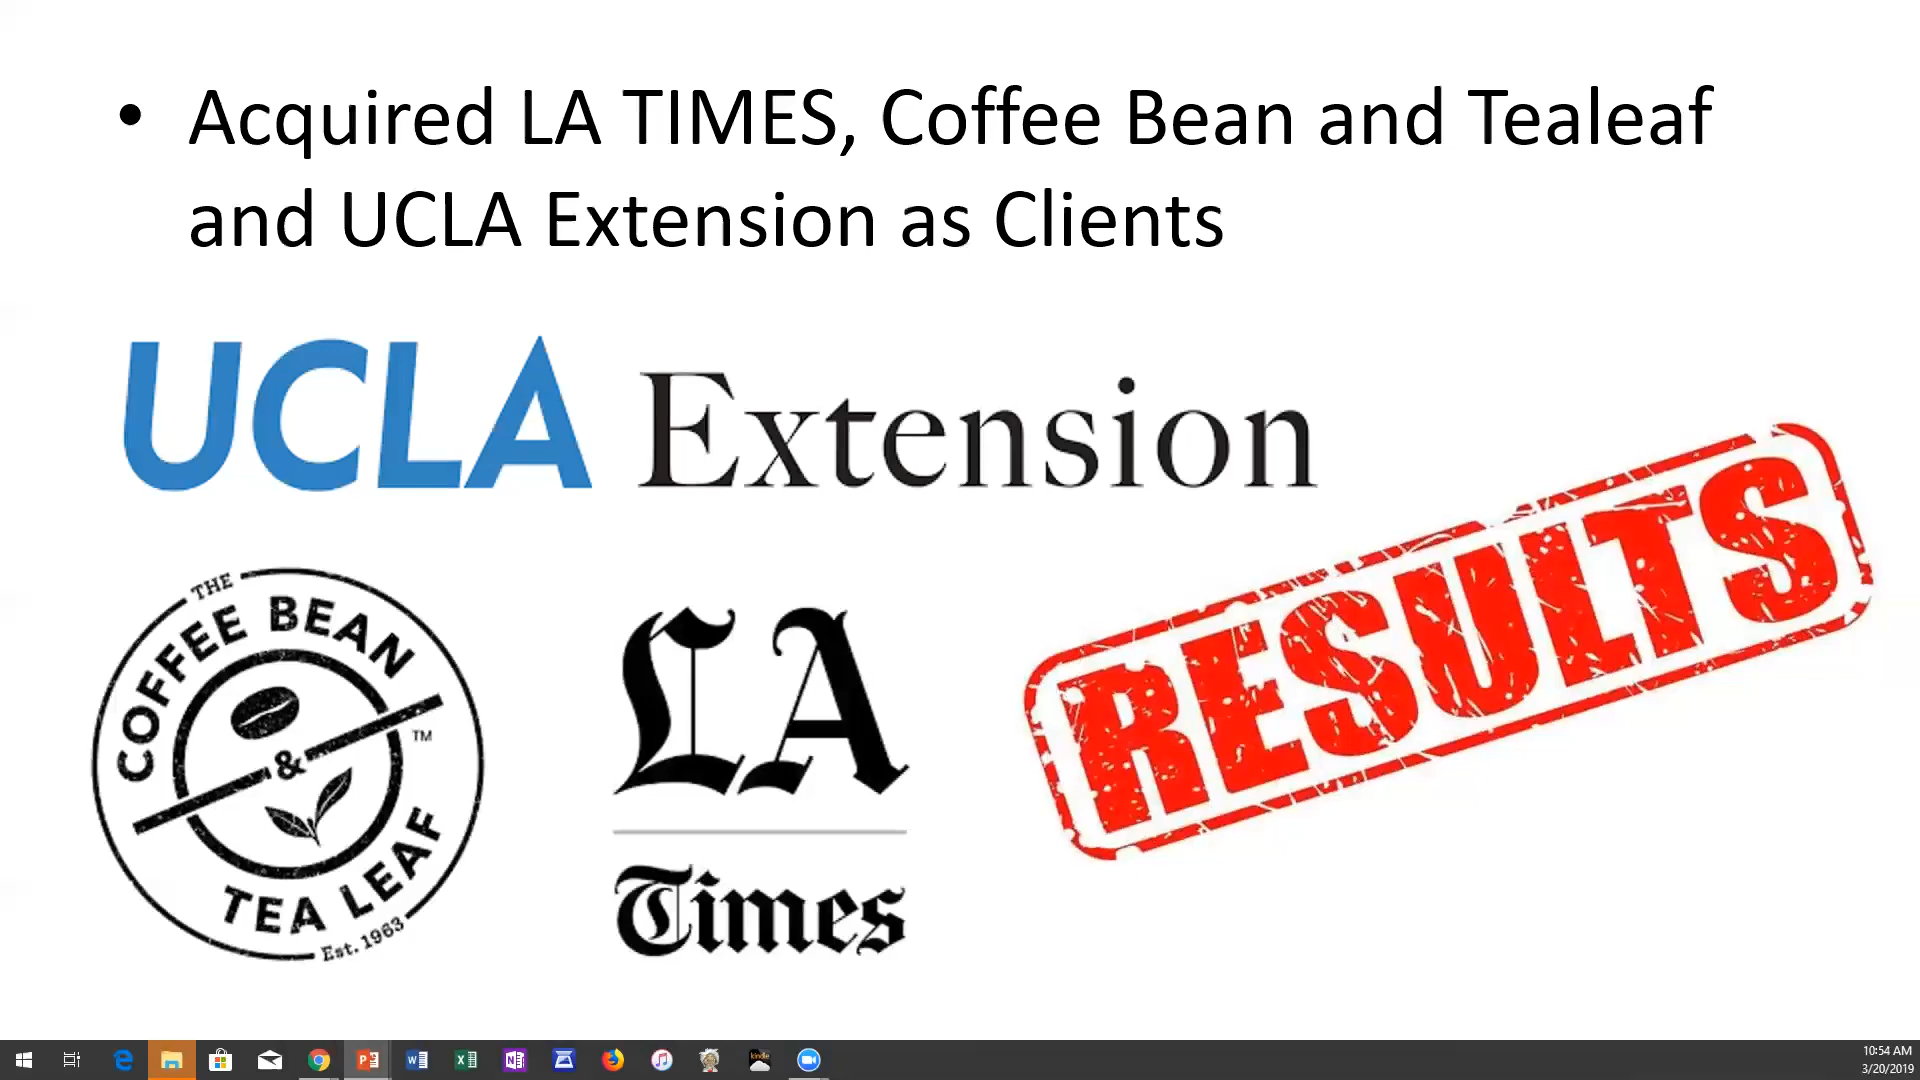 • Acquired LA TIMES, Coffee Bean and Tealeaf
and UCLA Extension as Clients
UCLA Extension
RESULTS
THE
COFFEE BEAN
&
TM
TEA LEAF
Est. 1963
LA
Times
kindle
10:54 AM
3/20/2019